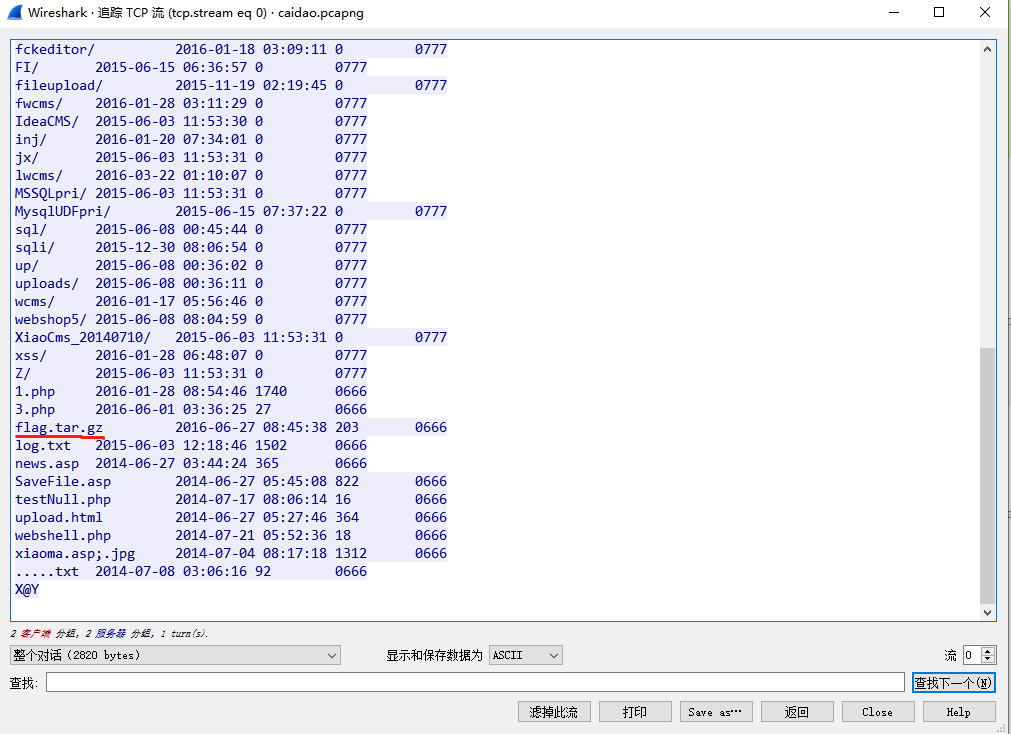 Wireshark · 追踪 TCP 流 (tcp.stream eq 0) · caidao.pcapng
fckeditor/ 2016-01-18 03:09:11 0 0777
FI/ 2015-06-15 06:36:57 0 0777
fileupload/ 2015-11-19 02:19:45 0 0777
fwcms/ 2016-01-28 03:11:29 0 0777
IdeaCMS/ 2015-06-03 11:53:30 0 0777
inj/ 2016-01-20 07:34:01 0 0777
jx/ 2015-06-03 11:53:31 0 0777
lwcms/ 2016-03-22 01:10:07 0 0777
MSSQLpri/ 2015-06-03 11:53:31 0 0777
MysqlUDFpri/ 2015-06-15 07:37:22 0 0777
sql/ 2015-06-08 00:45:44 0 0777
sqli/ 2015-12-30 08:06:54 0 0777
up/ 2015-06-08 00:36:02 0 0777
uploads/ 2015-06-08 00:36:11 0 0777
wcms/ 2016-01-17 05:56:46 0 0777
webshop5/ 2015-06-08 08:04:59 0 0777
XiaoCms_20140710/ 2015-06-03 11:53:31 0 0777
xss/ 2016-01-28 06:48:07 0 0777
Z/ 2015-06-03 11:53:31 0 0777
1.php 2016-01-28 08:54:46 1740 0666
3.php 2016-06-01 03:36:25 27 0666
flag.tar.gz 2016-06-27 08:45:38 203 0666
log.txt 2015-06-03 12:18:46 1502 0666
news.asp 2014-06-27 03:44:24 365 0666
SaveFile.asp 2014-06-27 05:45:08 822 0666
testNull.php 2014-07-17 08:06:14 16 0666
upload.html 2014-06-27 05:27:46 364 0666
webshell.php 2014-07-21 05:52:36 18 0666
xiaoma.asp;.jpg 2014-07-04 08:17:18 1312 0666
.....txt 2014-07-08 03:06:16 92 0666
X@Y
2 客户端 分组, 2 服务器 分组, 1 turn(s).
整个对话 (2820 bytes) 显示和保存数据为 ASCII 流 0
查找: 查找下一个(N)
滤掉此流 打印 Save as… 返回 Close Help